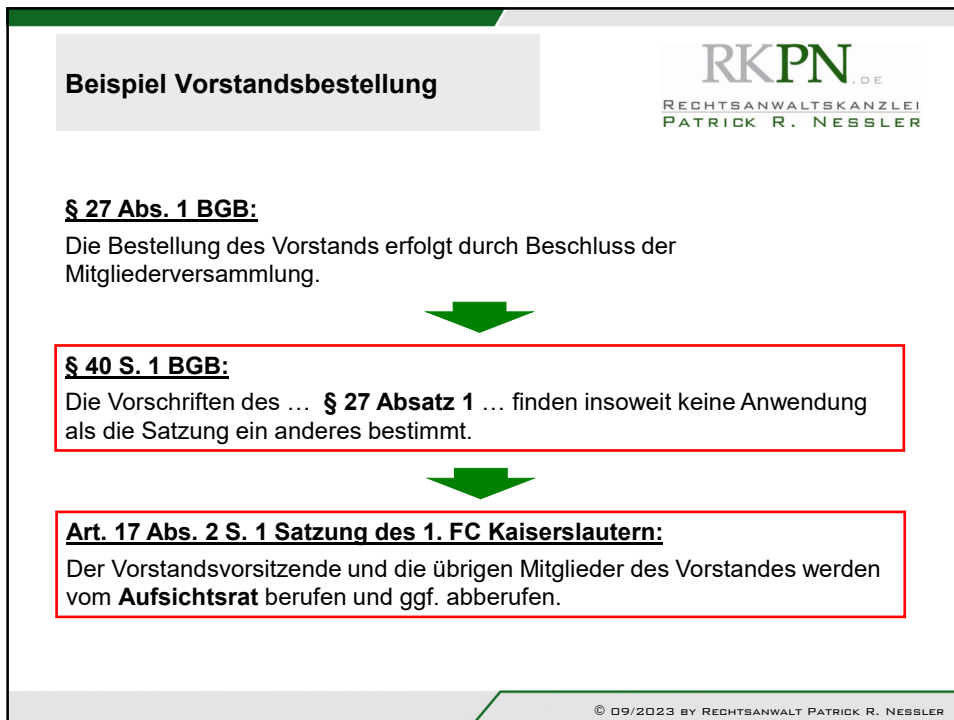 Beispiel Vorstandsbestellung
RKPN.DE
RECHTSANWALTSKANZLEI
PATRICK R. NESSLER
§ 27 Abs. 1 BGB:
Die Bestellung des Vorstands erfolgt durch Beschluss der
Mitgliederversammlung.
§ 40 S. 1 BGB:
Die Vorschriften des … § 27 Absatz 1 … finden insoweit keine Anwendung
als die Satzung ein anderes bestimmt.
Art. 17 Abs. 2 S. 1 Satzung des 1. FC Kaiserslautern:
Der Vorstandsvorsitzende und die übrigen Mitglieder des Vorstandes werden
vom Aufsichtsrat berufen und ggf. abberufen.
© 09/2023 BY RECHTSANWALT PATRICK R. NESSLER